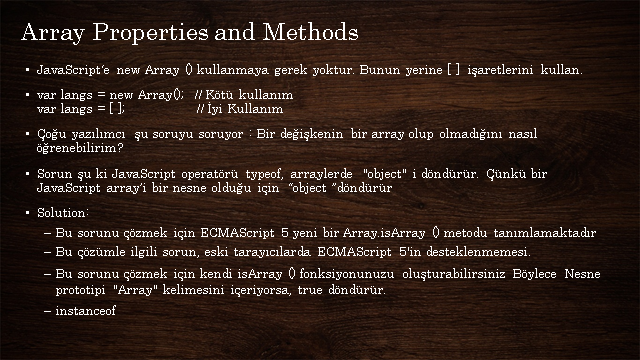 Array Properties and Methods
• JavaScript'e new Array () kullanmaya gerek yoktur. Bunun yerine [ ] işaretlerini kullan.
• var langs = new Array(); // Kötü kullanım
var langs = [ ]; // İyi Kullanım
• Çoğu yazılımcı şu soruyu soruyor : Bir değişkenin bir array olup olmadığını nasıl
öğrenebilirim?
• Sorun şu ki JavaScript operatörü typeof, arraylerde "object" i döndürür. Çünkü bir
JavaScript array'i bir nesne olduğu için "object "döndürür
• Solution:
– Bu sorunu çözmek için ECMAScript 5 yeni bir Array.isArray () metodu tanımlamaktadır
– Bu çözümle ilgili sorun, eski tarayıcılarda ECMAScript 5'in desteklenmemesi.
– Bu sorunu çözmek için kendi isArray () fonksiyonunuzu oluşturabilirsiniz Böylece Nesne
prototipi "Array" kelimesini içeriyorsa, true döndürür.
– instanceof